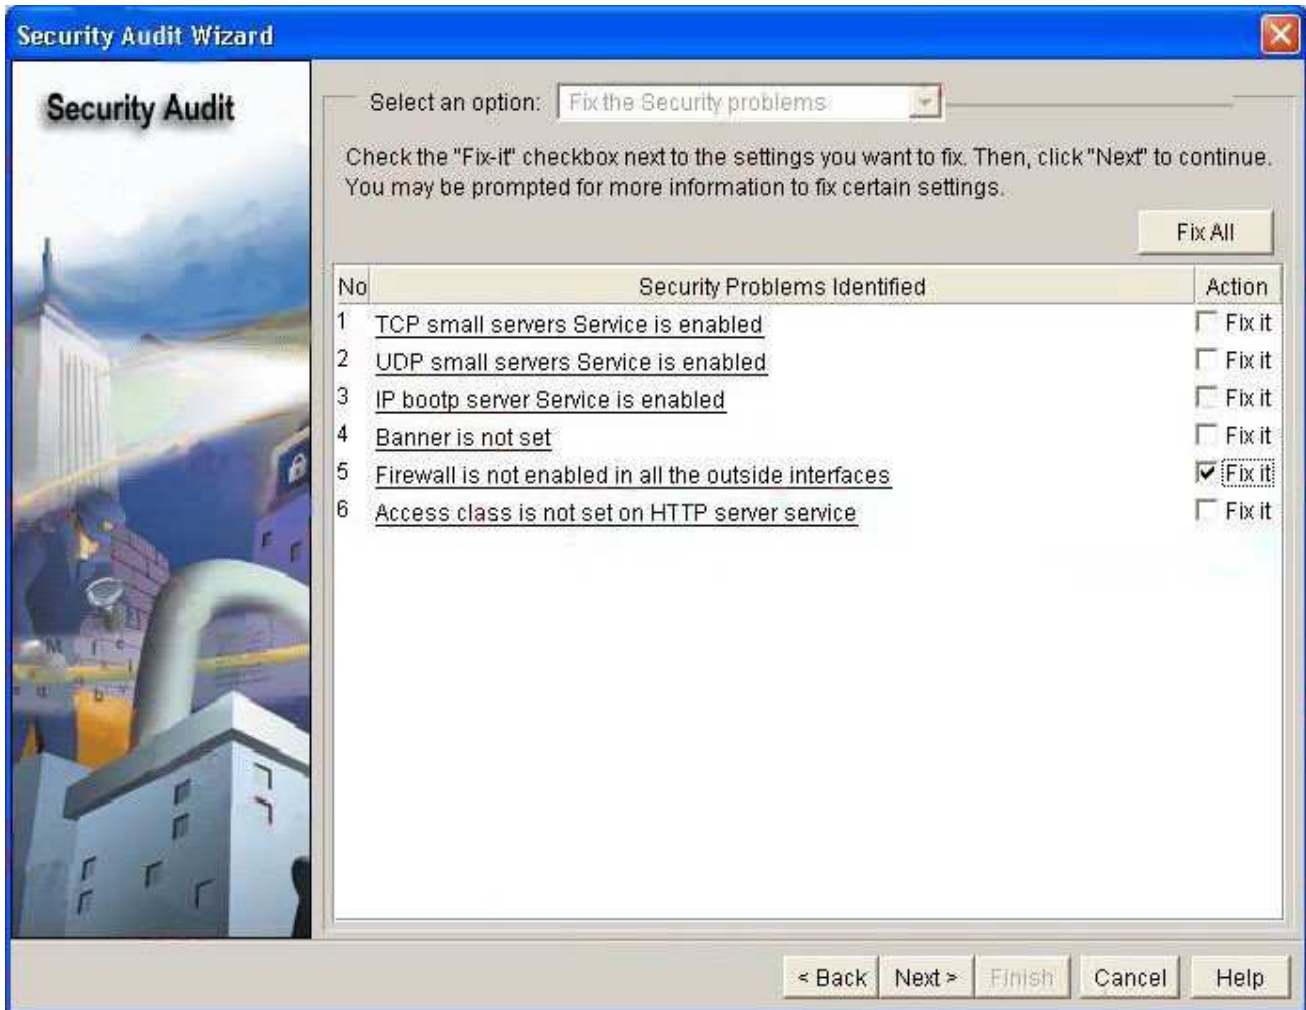 Security Audit Wizard
Security Audit
Select an option: Fix the Security problems
Check the "Fix-it" checkbox next to the settings you want to fix. Then, click "Next" to continue.
You may be prompted for more information to fix certain settings.
Fix All
No Security Problems Identified Action
1 TCP small servers Service is enabled Fix it
2 UDP small servers Service is enabled Fix it
3 IP bootp server Service is enabled Fix it
4 Banner is not set Fix it
5 Firewall is not enabled in all the outside interfaces Fix it
6 Access class is not set on HTTP server service Fix it
< Back Next > Finish Cancel Help